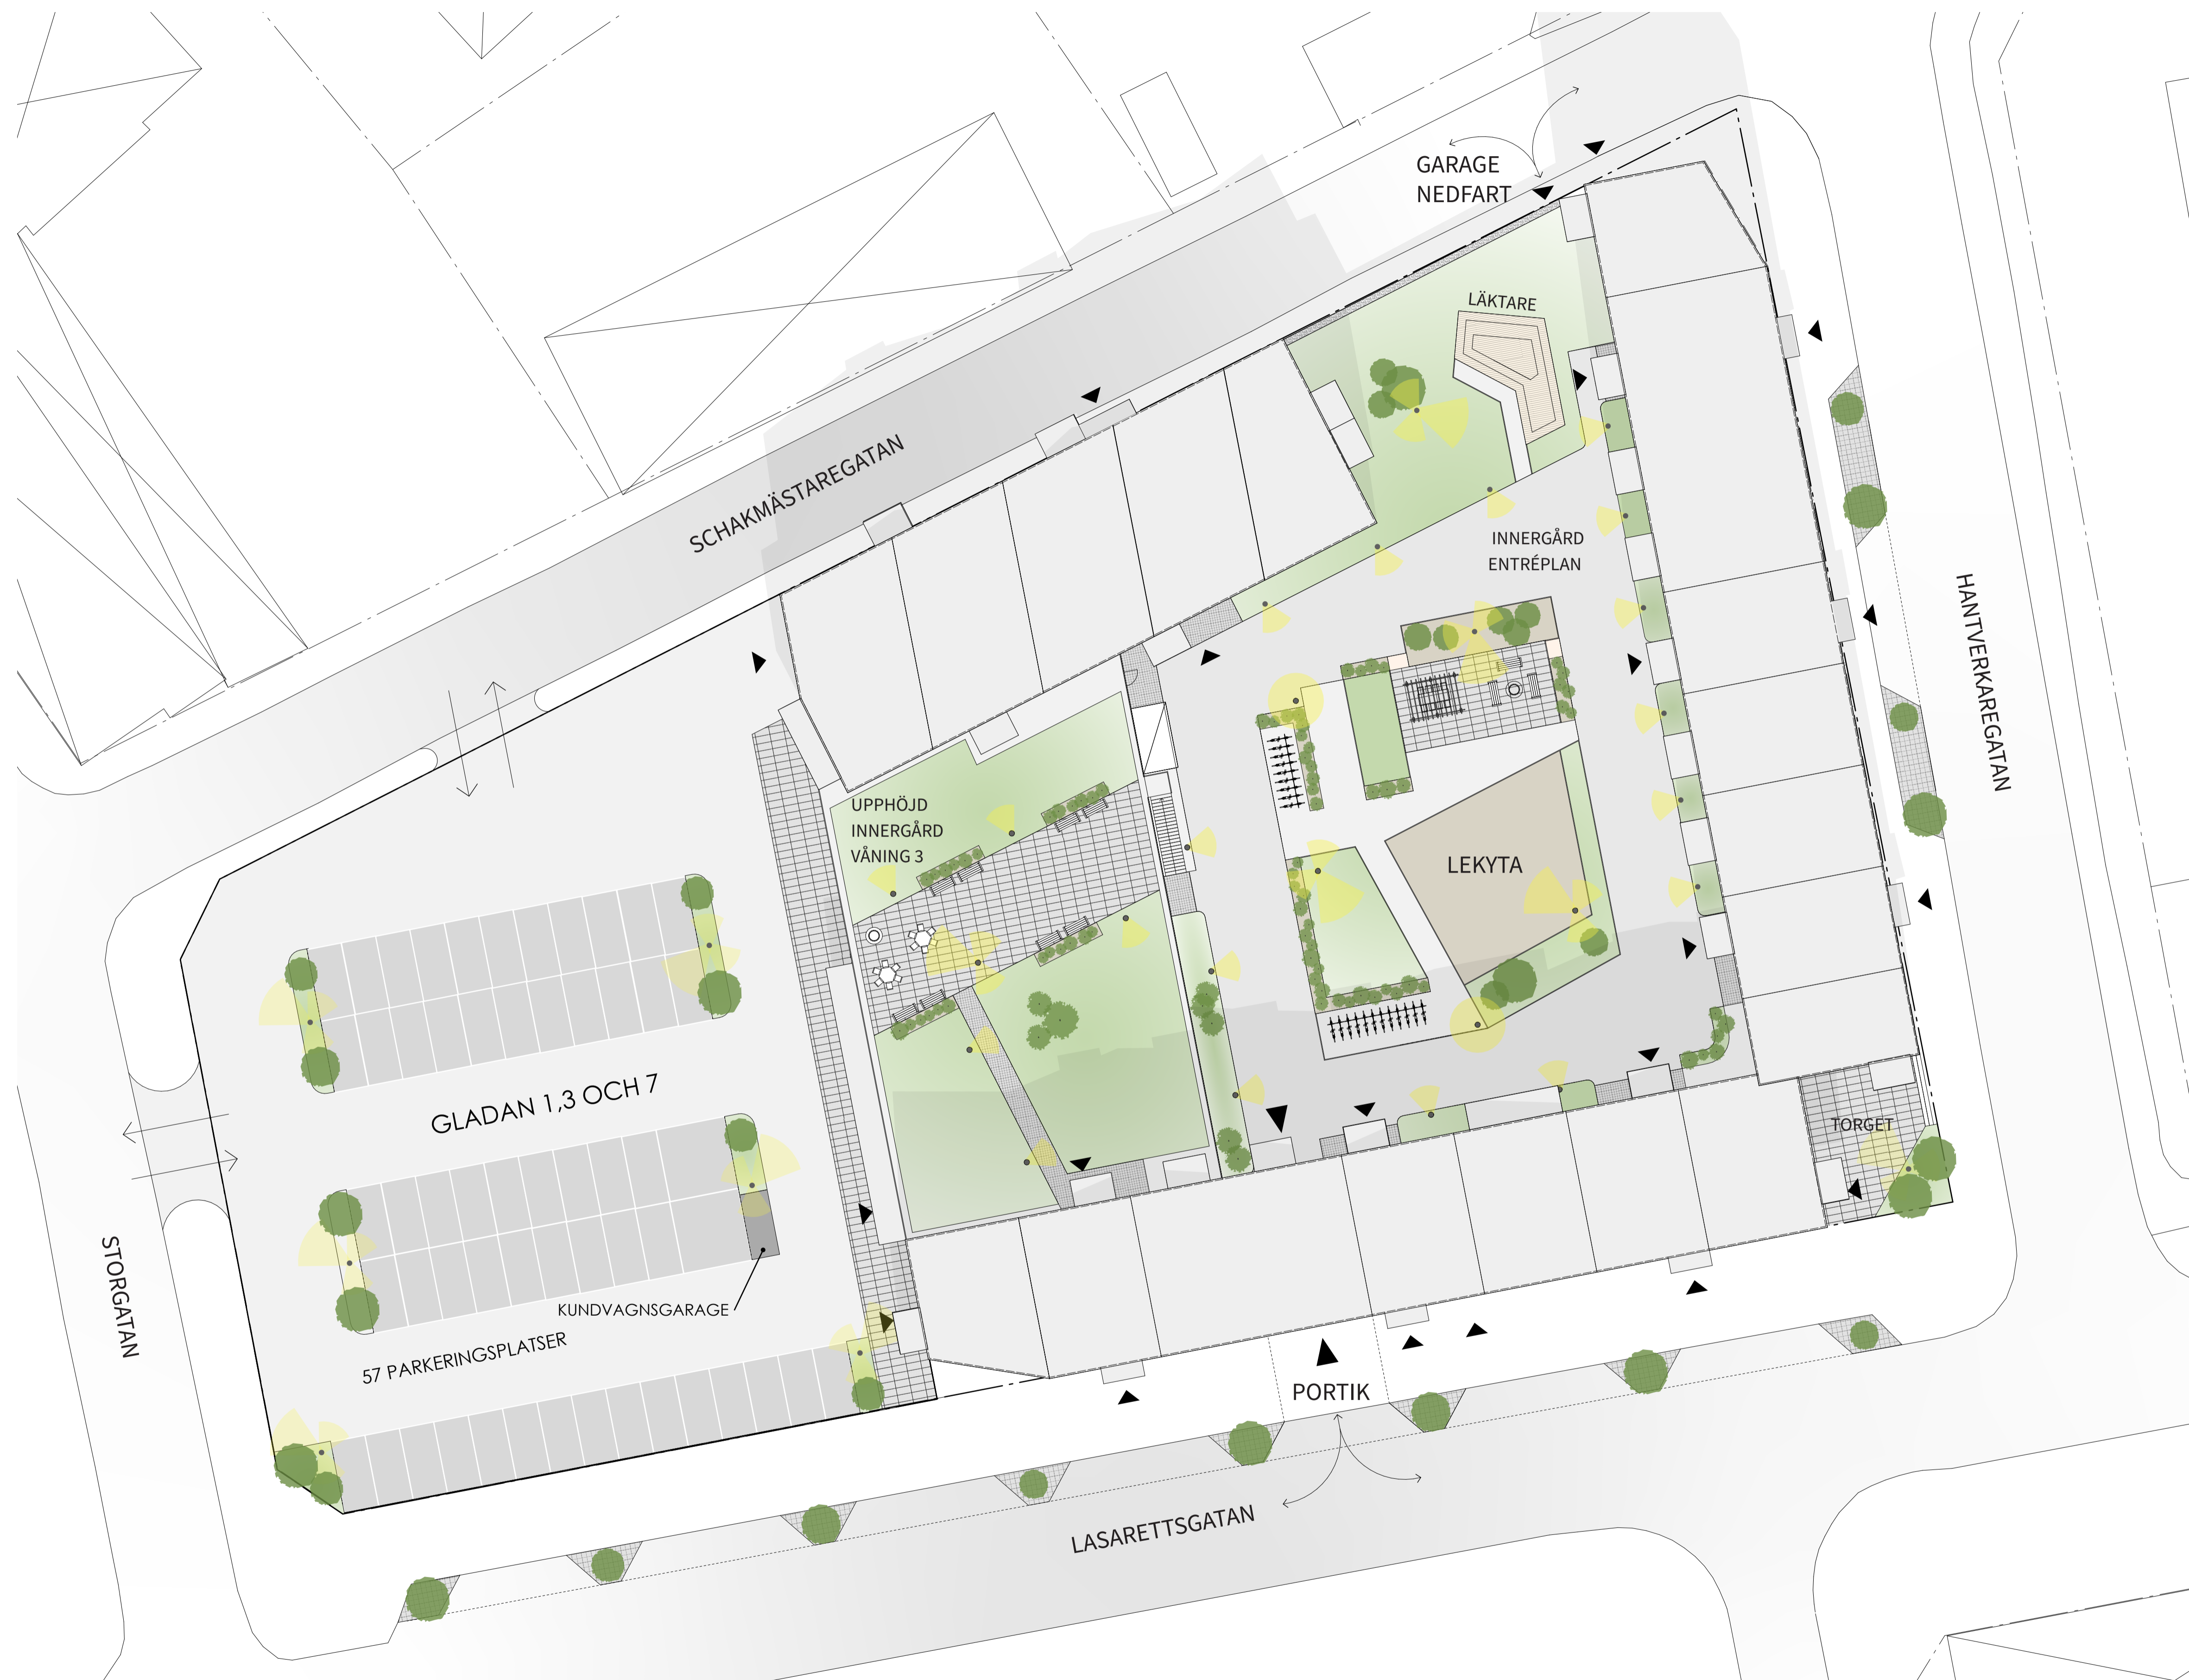 GARAGE
NEDFART
LÄKTARE
SCHAKMÄSTAREGATAN
INNERGÅRD
ENTRÉPLAN
HANTVERKAREGATAN
UPPHÖJD
INNERGÅRD
VÅNING 3
LEKYTA
GLADAN 1,3 OCH 7
TORGET
STORGATAN
KUNDVAGNSGARAGE
57 PARKERINGSPLATSER
PORTIK
LASARETTSGATAN